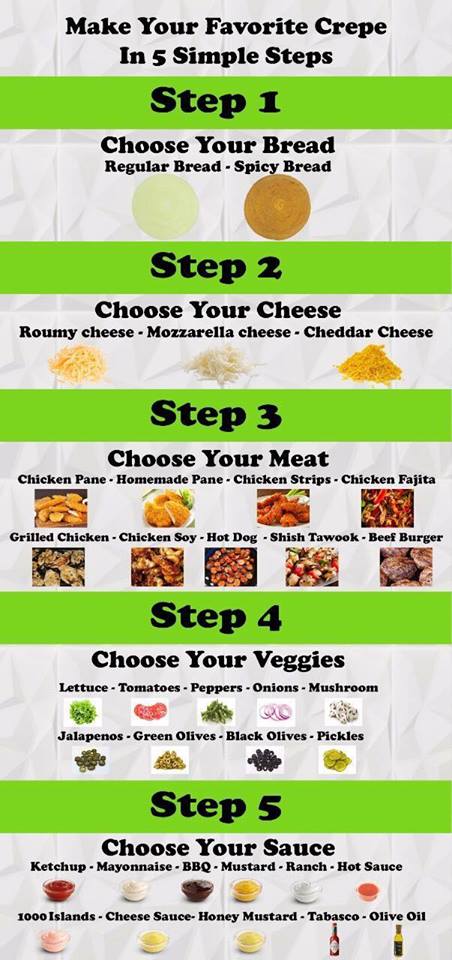 Make Your Favorite Crepe
In 5 Simple Steps
Step 1
Choose Your Bread
Regular Bread - Spicy Bread
Step 2
Choose Your Cheese
Roumy cheese - Mozzarella cheese - Cheddar Cheese
Step 3
Choose Your Meat
Chicken Pane - Homemade Pane - Chicken Strips - Chicken Fajita
Grilled Chicken - Chicken Soy - Hot Dog - Shish Tawook - Beef Burger
Step 4
Choose Your Veggies
Lettuce - Tomatoes - Peppers - Onions - Mushroom
Jalapenos - Green Olives - Black Olives - Pickles
Step 5
Choose Your Sauce
Ketchup - Mayonnaise - BBQ - Mustard - Ranch - Hot Sauce
1000 Islands - Cheese Sauce- Honey Mustard - Tabasco - Olive Oil